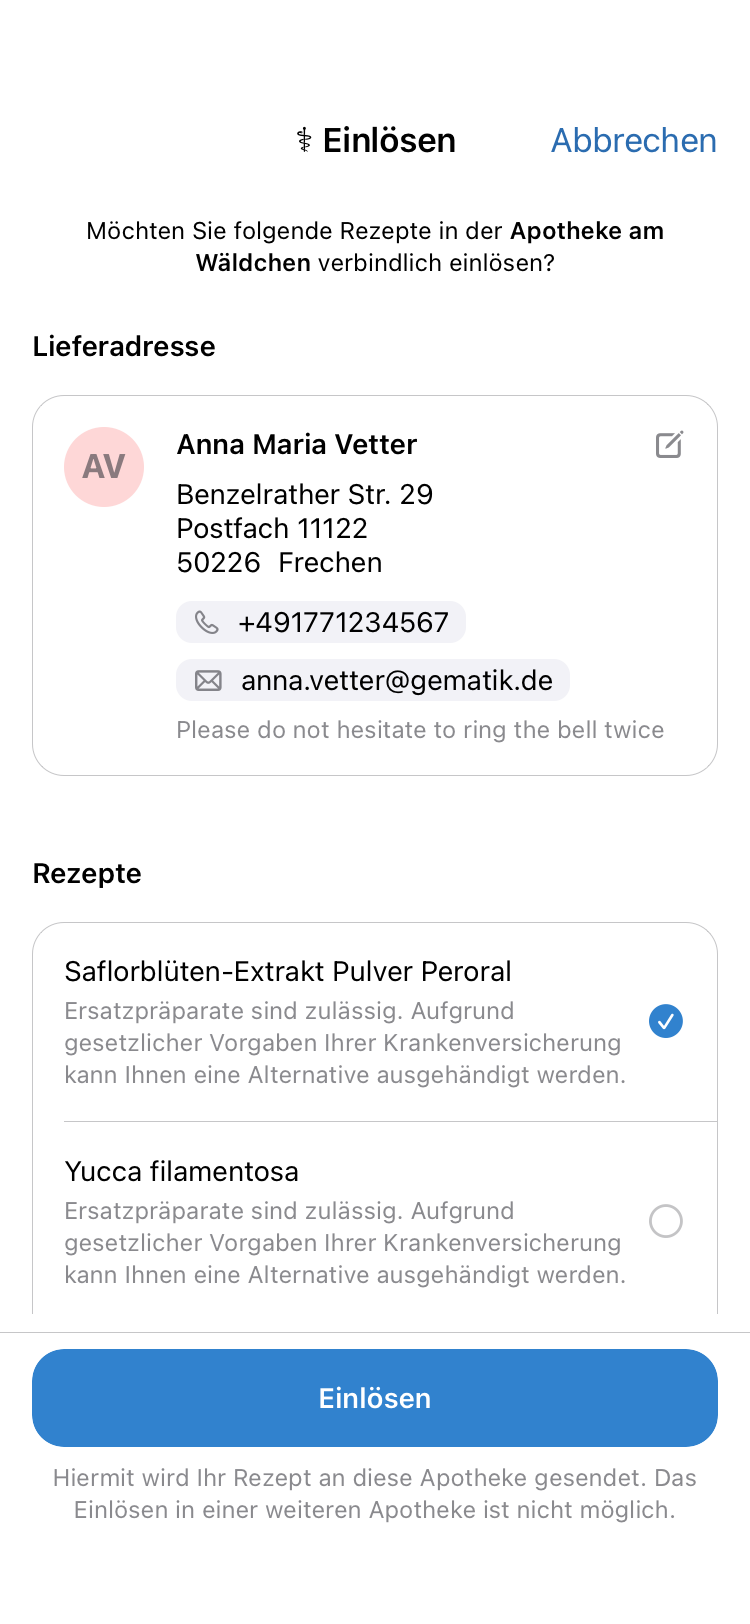 ⚕ Einlösen
Abbrechen
Möchten Sie folgende Rezepte in der Apotheke am
Wäldchen verbindlich einlösen?
Lieferadresse
AV
Anna Maria Vetter
Benzelrather Str. 29
Postfach 11122
50226 Frechen
+491771234567
anna.vetter@gematik.de
Please do not hesitate to ring the bell twice
Rezepte
Saflorblüten-Extrakt Pulver Peroral
Ersatzpräparate sind zulässig. Aufgrund
gesetzlicher Vorgaben Ihrer Krankenversicherung
kann Ihnen eine Alternative ausgehändigt werden.
Yucca filamentosa
Ersatzpräparate sind zulässig. Aufgrund
gesetzlicher Vorgaben Ihrer Krankenversicherung
kann Ihnen eine Alternative ausgehändigt werden.
Einlösen
Hiermit wird Ihr Rezept an diese Apotheke gesendet. Das
Einlösen in einer weiteren Apotheke ist nicht möglich.